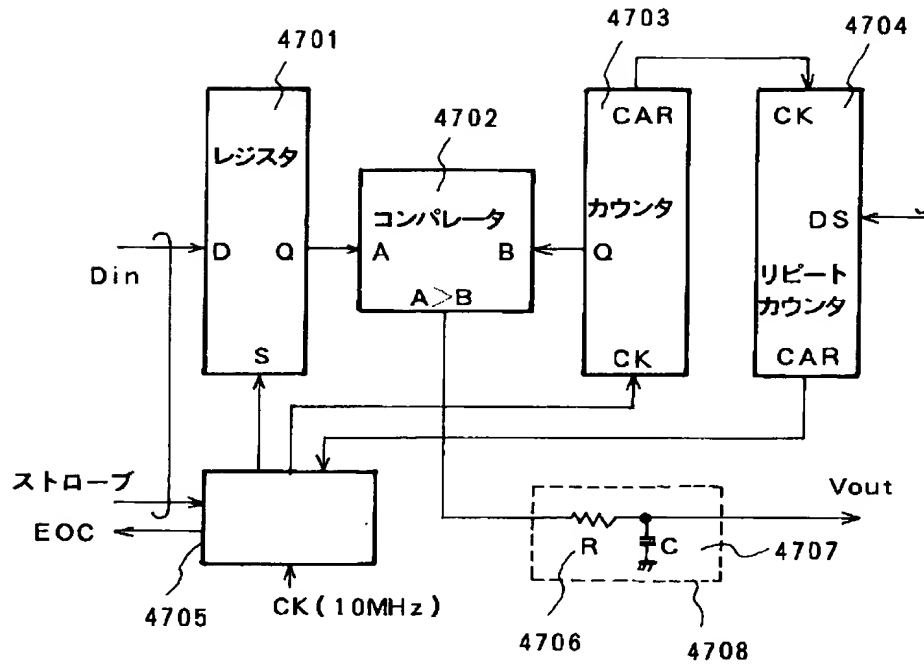 4701
4702
4703
4704
レジスタ
D
Q
S
コンパレータ
A
B
A>B
CAR
カウンタ
Q
CK
CK
DS
リピート
カウンタ
CAR
Din
ストローブ
EOC
4705
CK(10MHz)
R
C
4706
4707
4708
Vout